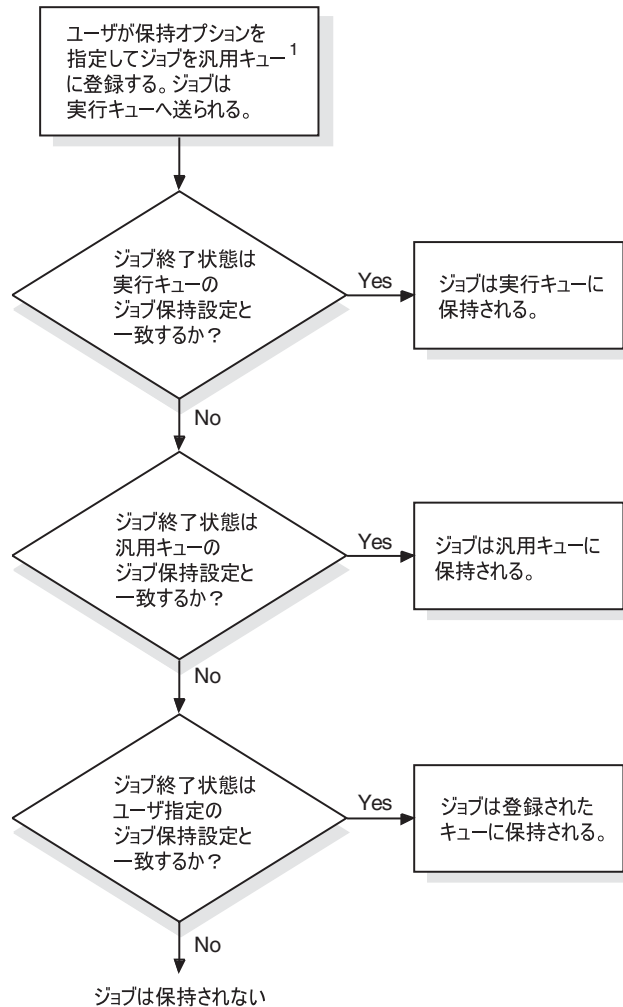 ユーザが保持オプションを
指定してジョブを汎用キュー1
に登録する。ジョブは
実行キューへ送られる。
ジョブ終了状態は
実行キューの
ジョブ保持設定と
一致するか？
Yes
ジョブは実行キューに
保持される。
No
ジョブ終了状態は
汎用キューの
ジョブ保持設定と
一致するか？
Yes
ジョブは汎用キューに
保持される。
No
ジョブ終了状態は
ユーザ指定の
ジョブ保持設定と
一致するか？
Yes
ジョブは登録された
キューに保持される。
No
ジョブは保持されない